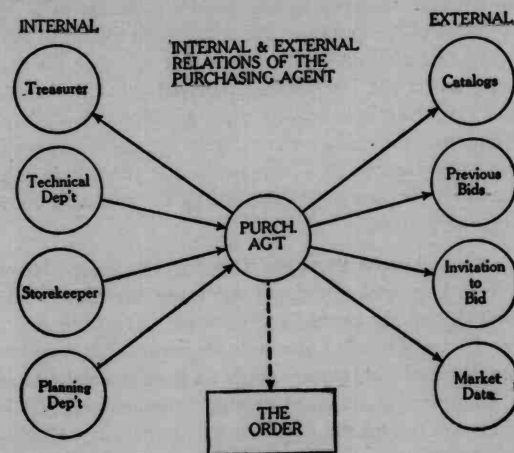 INTERNAL
INTERNAL & EXTERNAL
RELATIONS OF THE
PURCHASING AGENT
EXTERNAL
Treasurer
Technical
Dep't
Storekeeper
Planning
Dep't
PURCH.
AG'T
THE
ORDER
Catalogs
Previous
Bids
Invitation
to
Bid
Market
Data